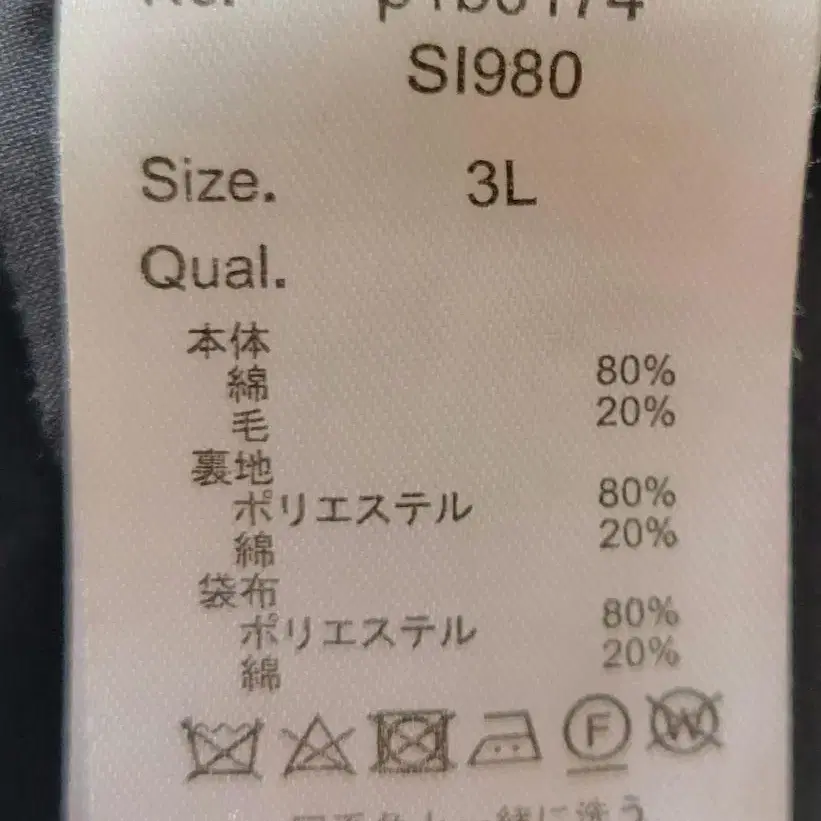 SI980
Size. 3L
Qual.
本体
綿 80%
毛 20%
裏地
ポリエステル 80%
綿 20%
袋布
ポリエステル 80%
綿 20%
F W